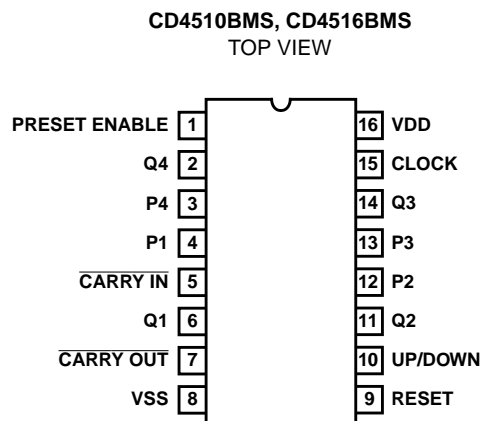 CD4510BMS, CD4516BMS
TOP VIEW
PRESET ENABLE 1 16 VDD
Q4 2 15 CLOCK
P4 3 14 Q3
P1 4 13 P3
CARRY IN 5 12 P2
Q1 6 11 Q2
CARRY OUT 7 10 UP/DOWN
VSS 8 9 RESET